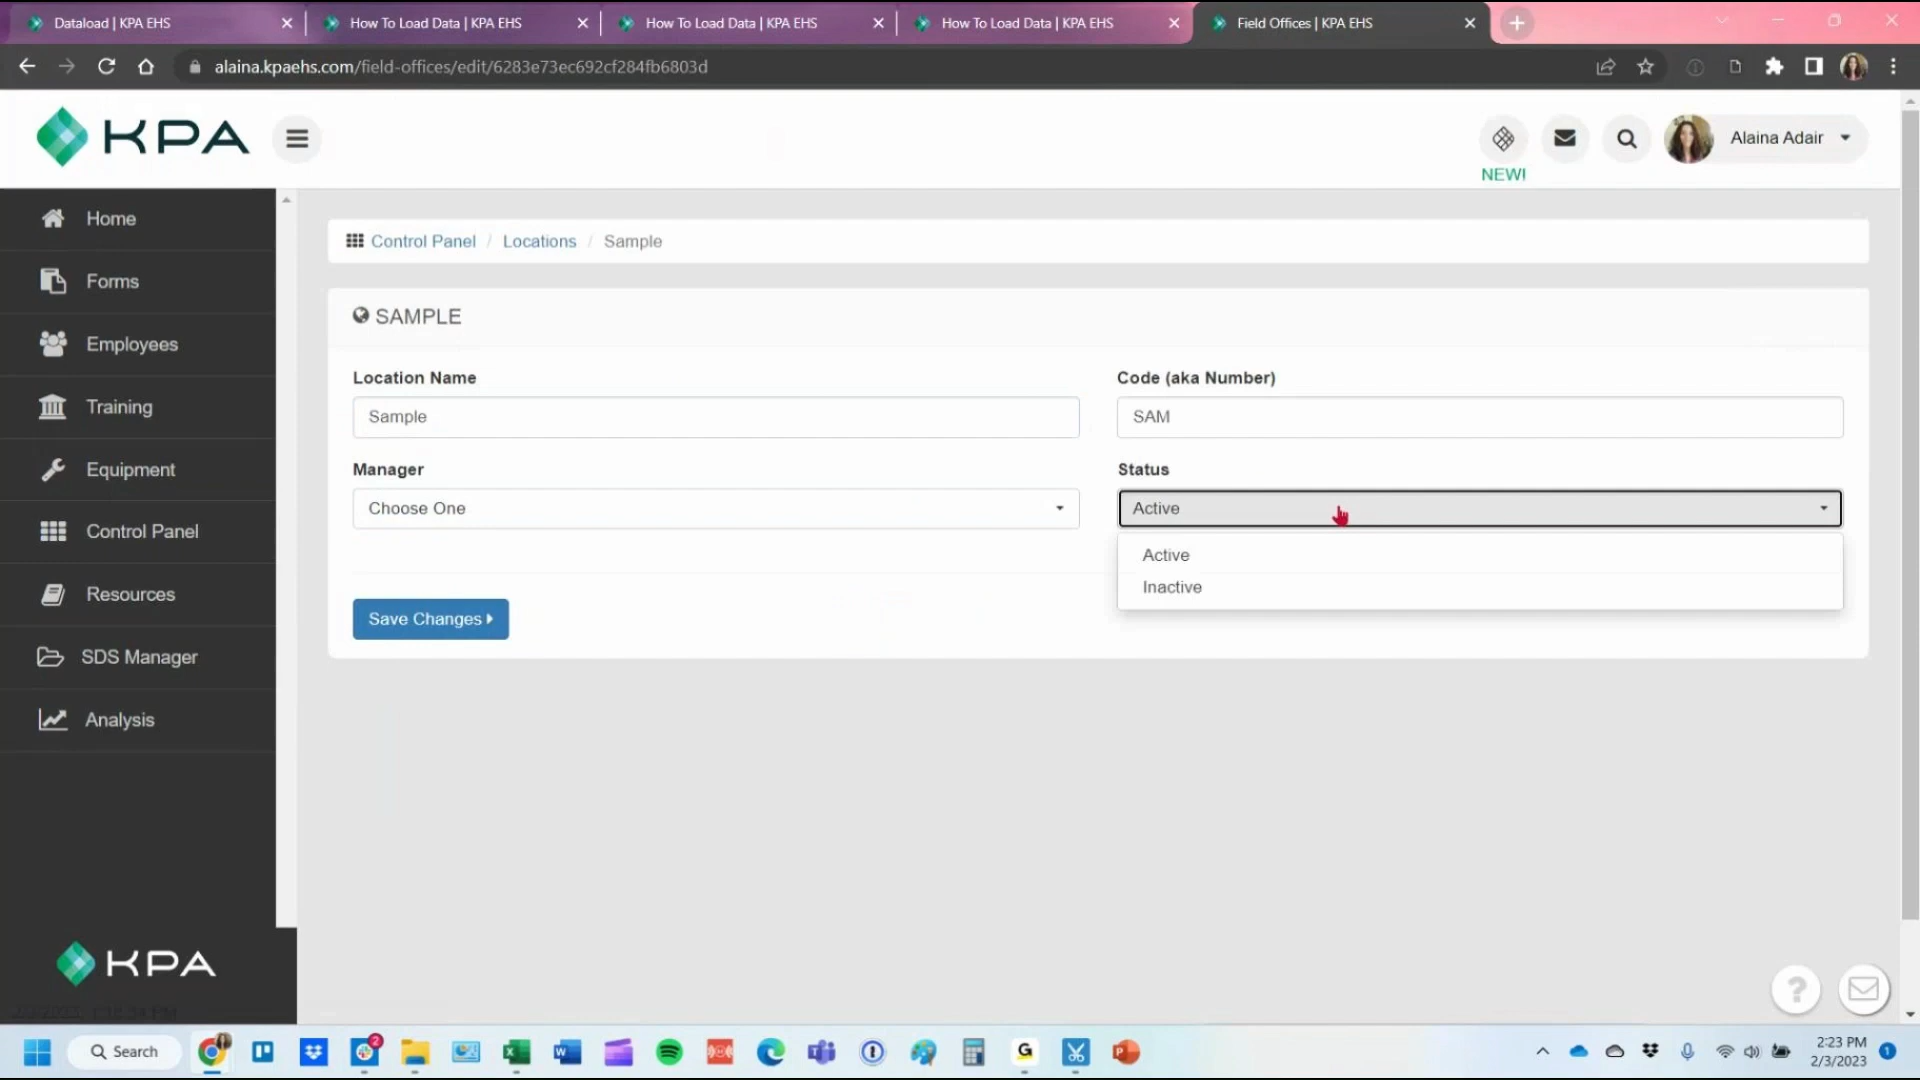 Dataload | KPA EHS
How To Load Data | KPA EHS
How To Load Data | KPA EHS
How To Load Data | KPA EHS
Field Offices | KPA EHS
alaina.kpaehs.com/field-offices/edit/6283e73ec692cf284fb6803d
KPA
NEW!
Alaina Adair
Home
Forms
Employees
Training
Equipment
Control Panel
Resources
SDS Manager
Analysis
KPA
Control Panel / Locations / Sample
SAMPLE
Location Name
Sample
Code (aka Number)
SAM
Manager
Choose One
Status
Active
Active
Inactive
Save Changes
?
Search
2
G
2:23 PM
2/3/2023
1